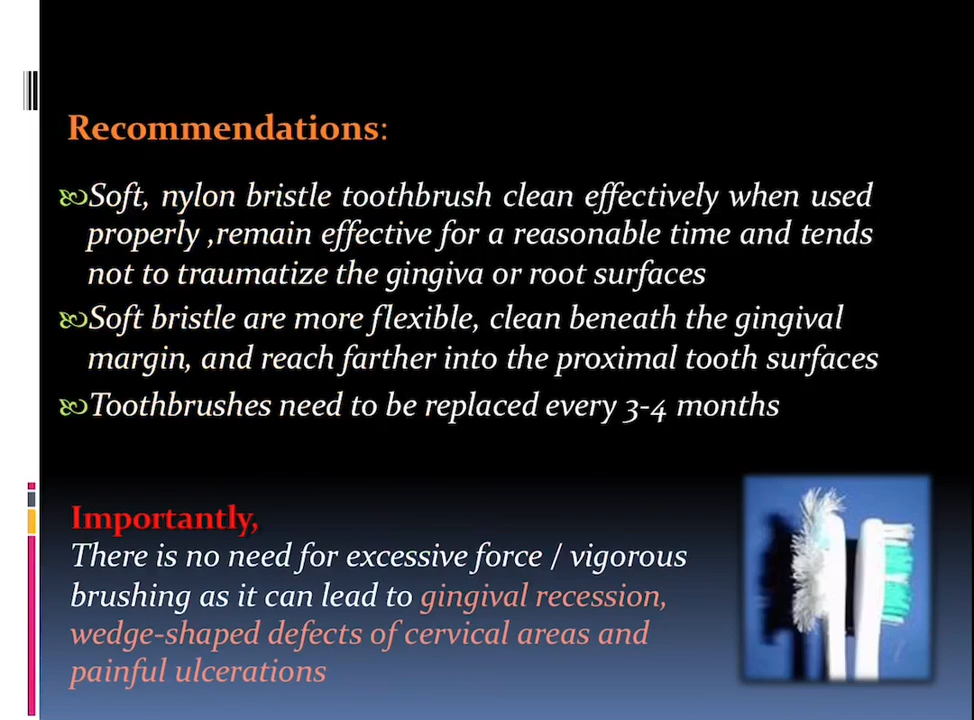 Recommendations:
Soft, nylon bristle toothbrush clean effectively when used
properly ,remain effective for a reasonable time and tends
not to traumatize the gingiva or root surfaces
Soft bristle are more flexible, clean beneath the gingival
margin, and reach farther into the proximal tooth surfaces
Toothbrushes need to be replaced every 3-4 months
Importantly,
There is no need for excessive force / vigorous
brushing as it can lead to gingival recession,
wedge-shaped defects of cervical areas and
painful ulcerations